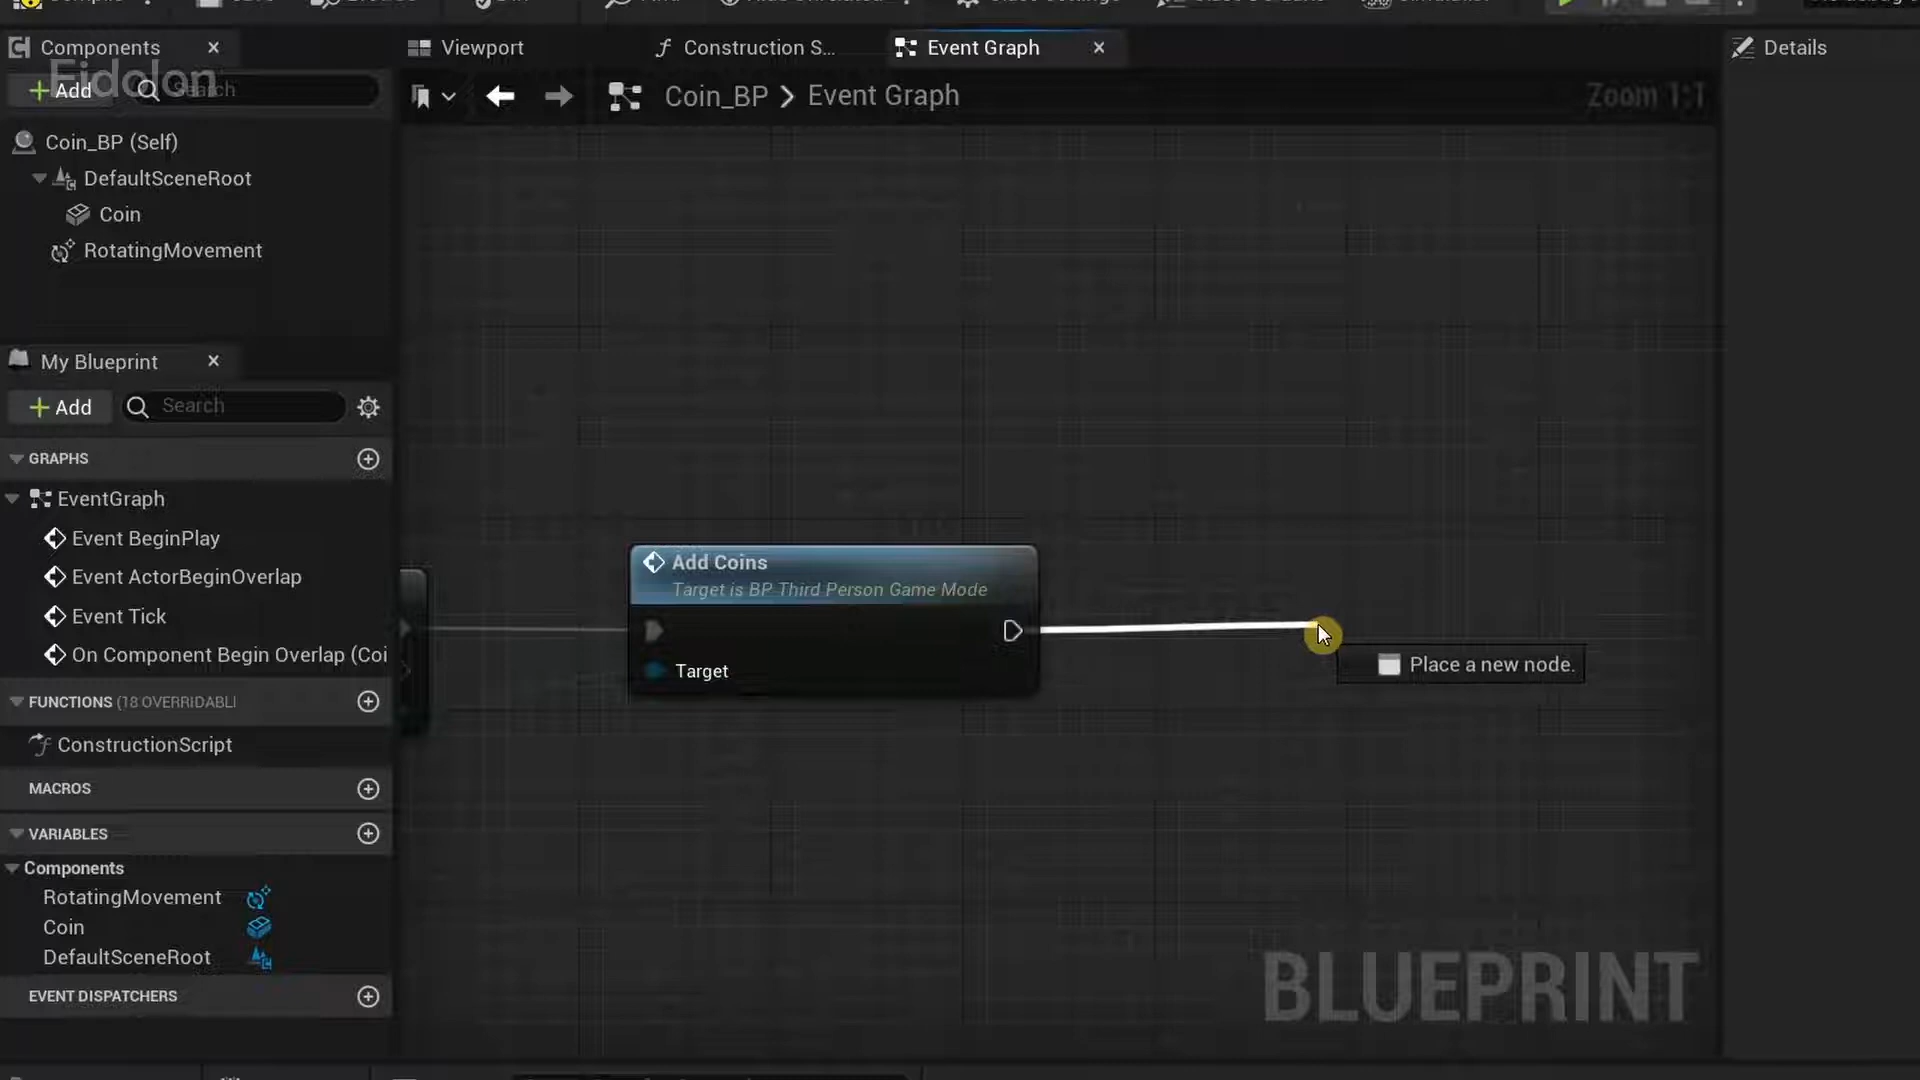 Components
Viewport
Construction S...
Event Graph
Details
Eidolon
Add
Search
Coin_BP
Event Graph
Zoom 1:1
Coin_BP (Self)
DefaultSceneRoot
Coin
RotatingMovement
My Blueprint
Add
Search
GRAPHS
EventGraph
Event BeginPlay
Event ActorBeginOverlap
Event Tick
On Component Begin Overlap (Coi
FUNCTIONS (18 OVERRIDABLI
ConstructionScript
MACROS
VARIABLES
Components
RotatingMovement
Coin
DefaultSceneRoot
EVENT DISPATCHERS
Add Coins
Target is BP Third Person Game Mode
Target
Place a new node.
BLUEPRINT